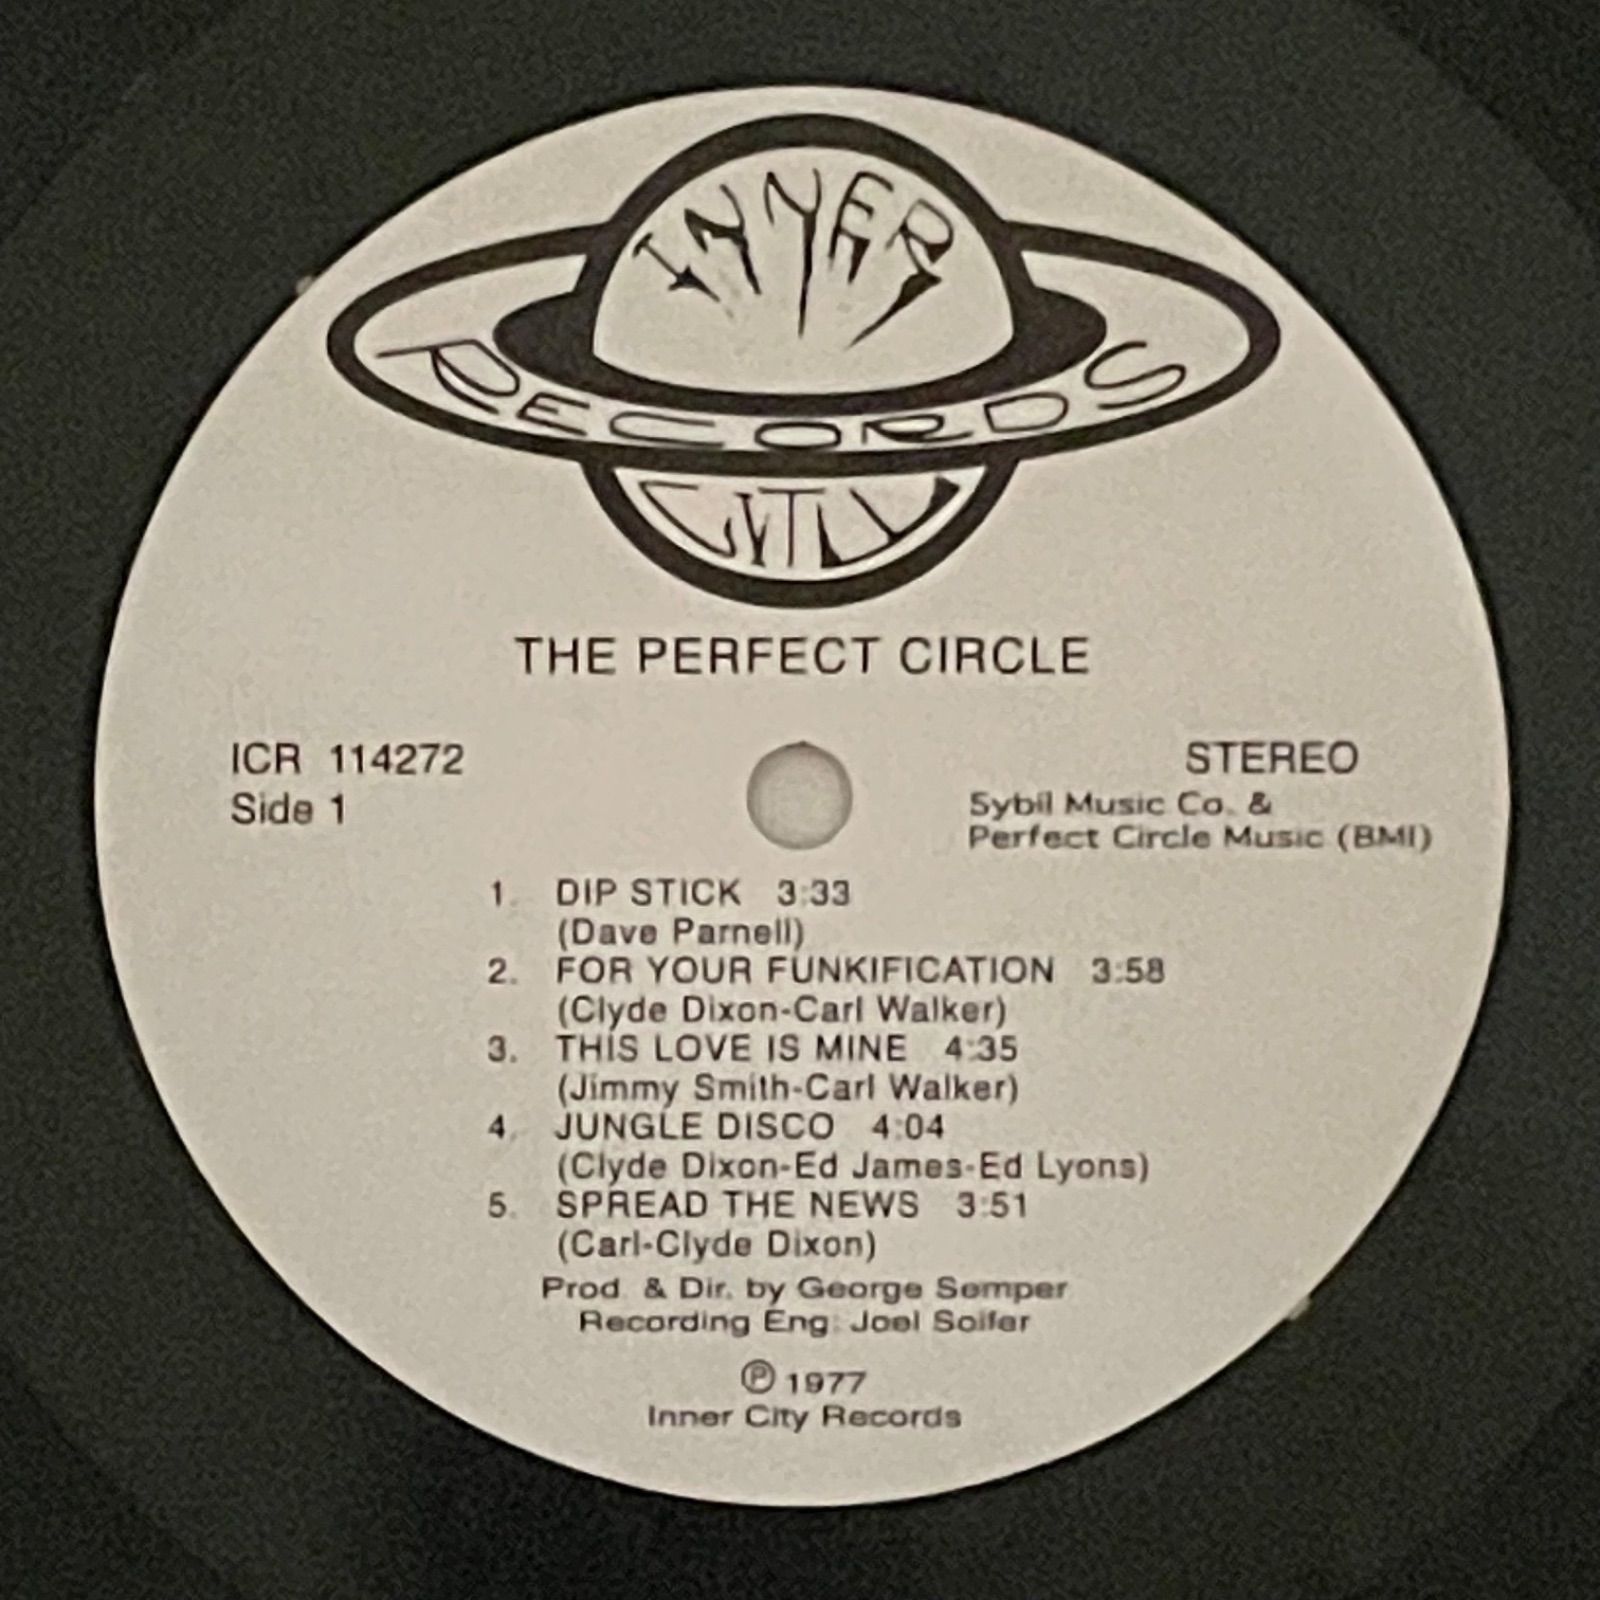 INNER
RECORDS
CITY
THE PERFECT CIRCLE
ICR 114272
Side 1
STEREO
Sybil Music Co. &
Perfect Circle Music (BMI)
1. DIP STICK 3:33
(Dave Parnell)
2. FOR YOUR FUNKIFICATION 3:58
(Clyde Dixon-Carl Walker)
3. THIS LOVE IS MINE 4:35
(Jimmy Smith-Carl Walker)
4. JUNGLE DISCO 4:04
(Clyde Dixon-Ed James-Ed Lyons)
5. SPREAD THE NEWS 3:51
(Carl-Clyde Dixon)
Prod. & Dir. by George Semper
Recording Eng: Joel Soifer
Ⓟ 1977
Inner City Records